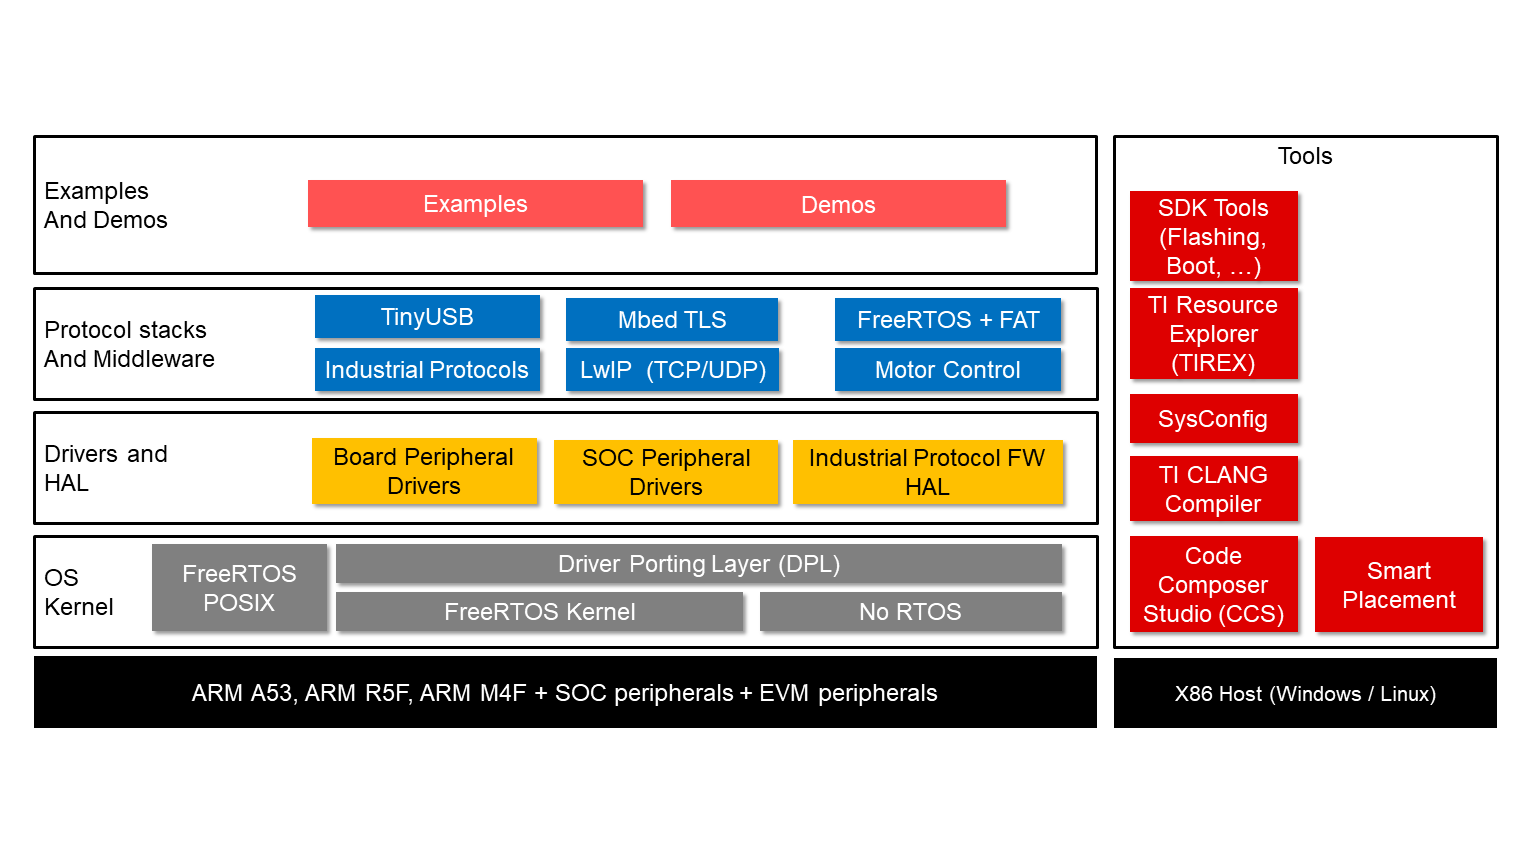 Examples
And Demos
Examples
Demos
Protocol stacks
And Middleware
TinyUSB
Mbed TLS
FreeRTOS + FAT
Industrial Protocols
LwIP (TCP/UDP)
Motor Control
Drivers and
HAL
Board Peripheral
Drivers
SOC Peripheral
Drivers
Industrial Protocol FW
HAL
OS
Kernel
FreeRTOS
POSIX
Driver Porting Layer (DPL)
FreeRTOS Kernel
No RTOS
ARM A53, ARM R5F, ARM M4F + SOC peripherals + EVM peripherals
Tools
SDK Tools
(Flashing,
Boot, …)
TI Resource
Explorer
(TIREX)
SysConfig
TI CLANG
Compiler
Code
Composer
Studio (CCS)
Smart
Placement
X86 Host (Windows / Linux)